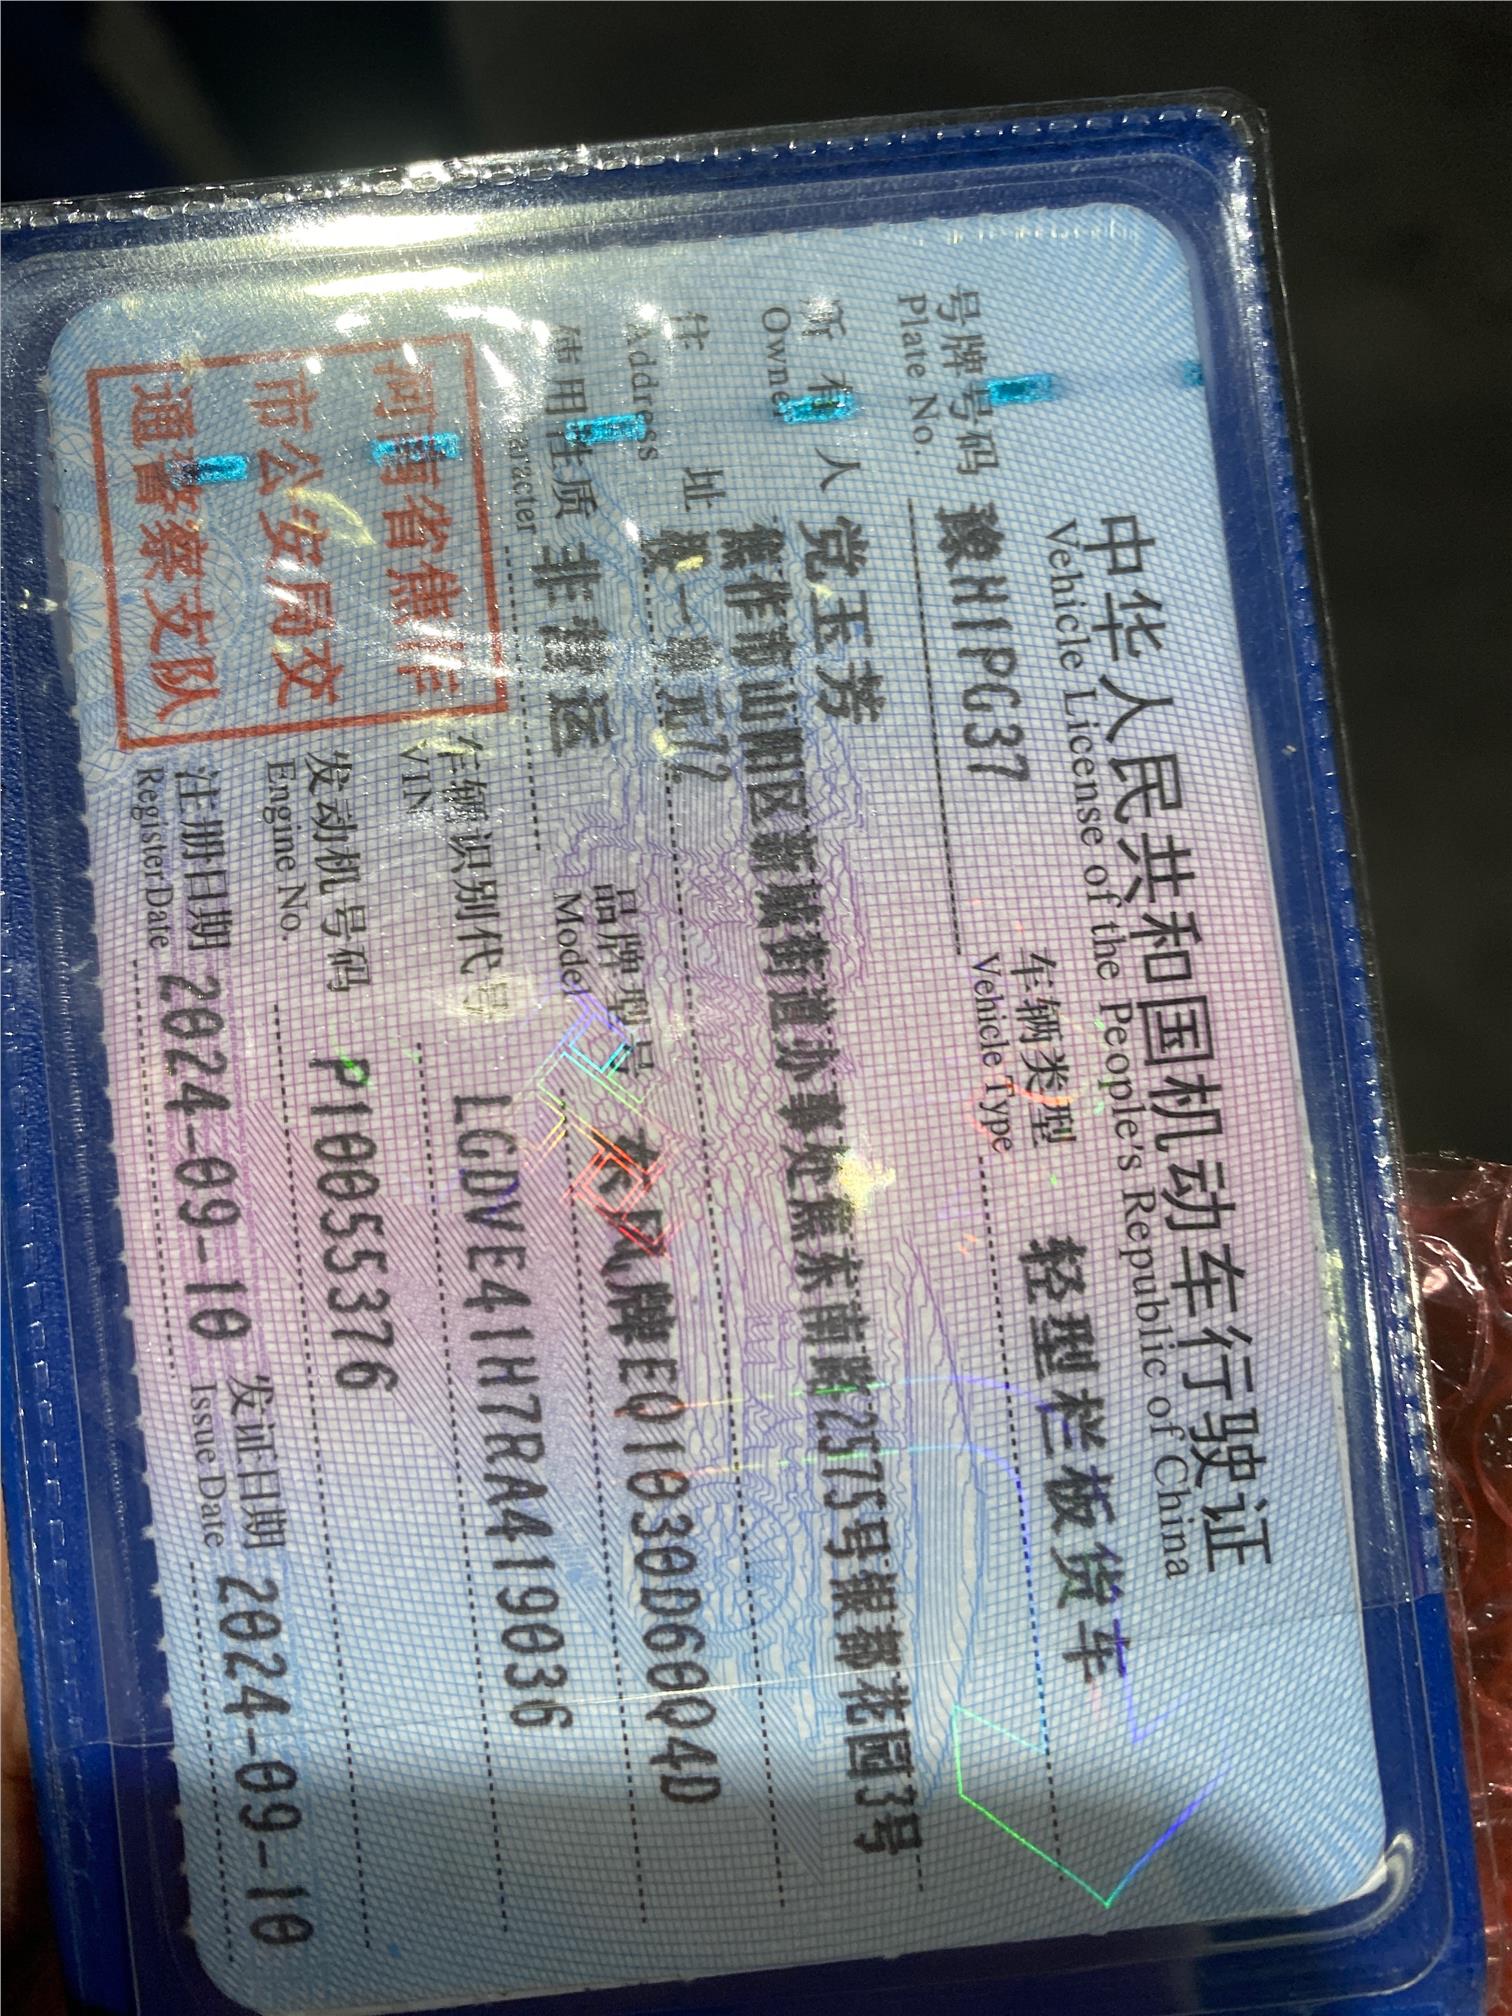 中华人民共和国机动车行驶证
Vehicle License of the People's Republic of China
号牌号码 豫H1PG37 车辆类型 轻型栏板货车
Plate No. Vehicle Type
所有人 党玉芳
Owner
住址 焦作市山阳区新城街道办事处焦东南路2575号银都花园3号
Address 楼一单元72
使用性质 非营运 品牌型号 东风牌EQ1030D60Q4D
Character Model
河南省焦作
市公安局交
通警察支队
车辆识别代号 LGDVE41H7RA419036
VIN
发动机号码 P10055376
Engine No.
注册日期 2024-09-10 发证日期 2024-09-10
Register Date Issue Date